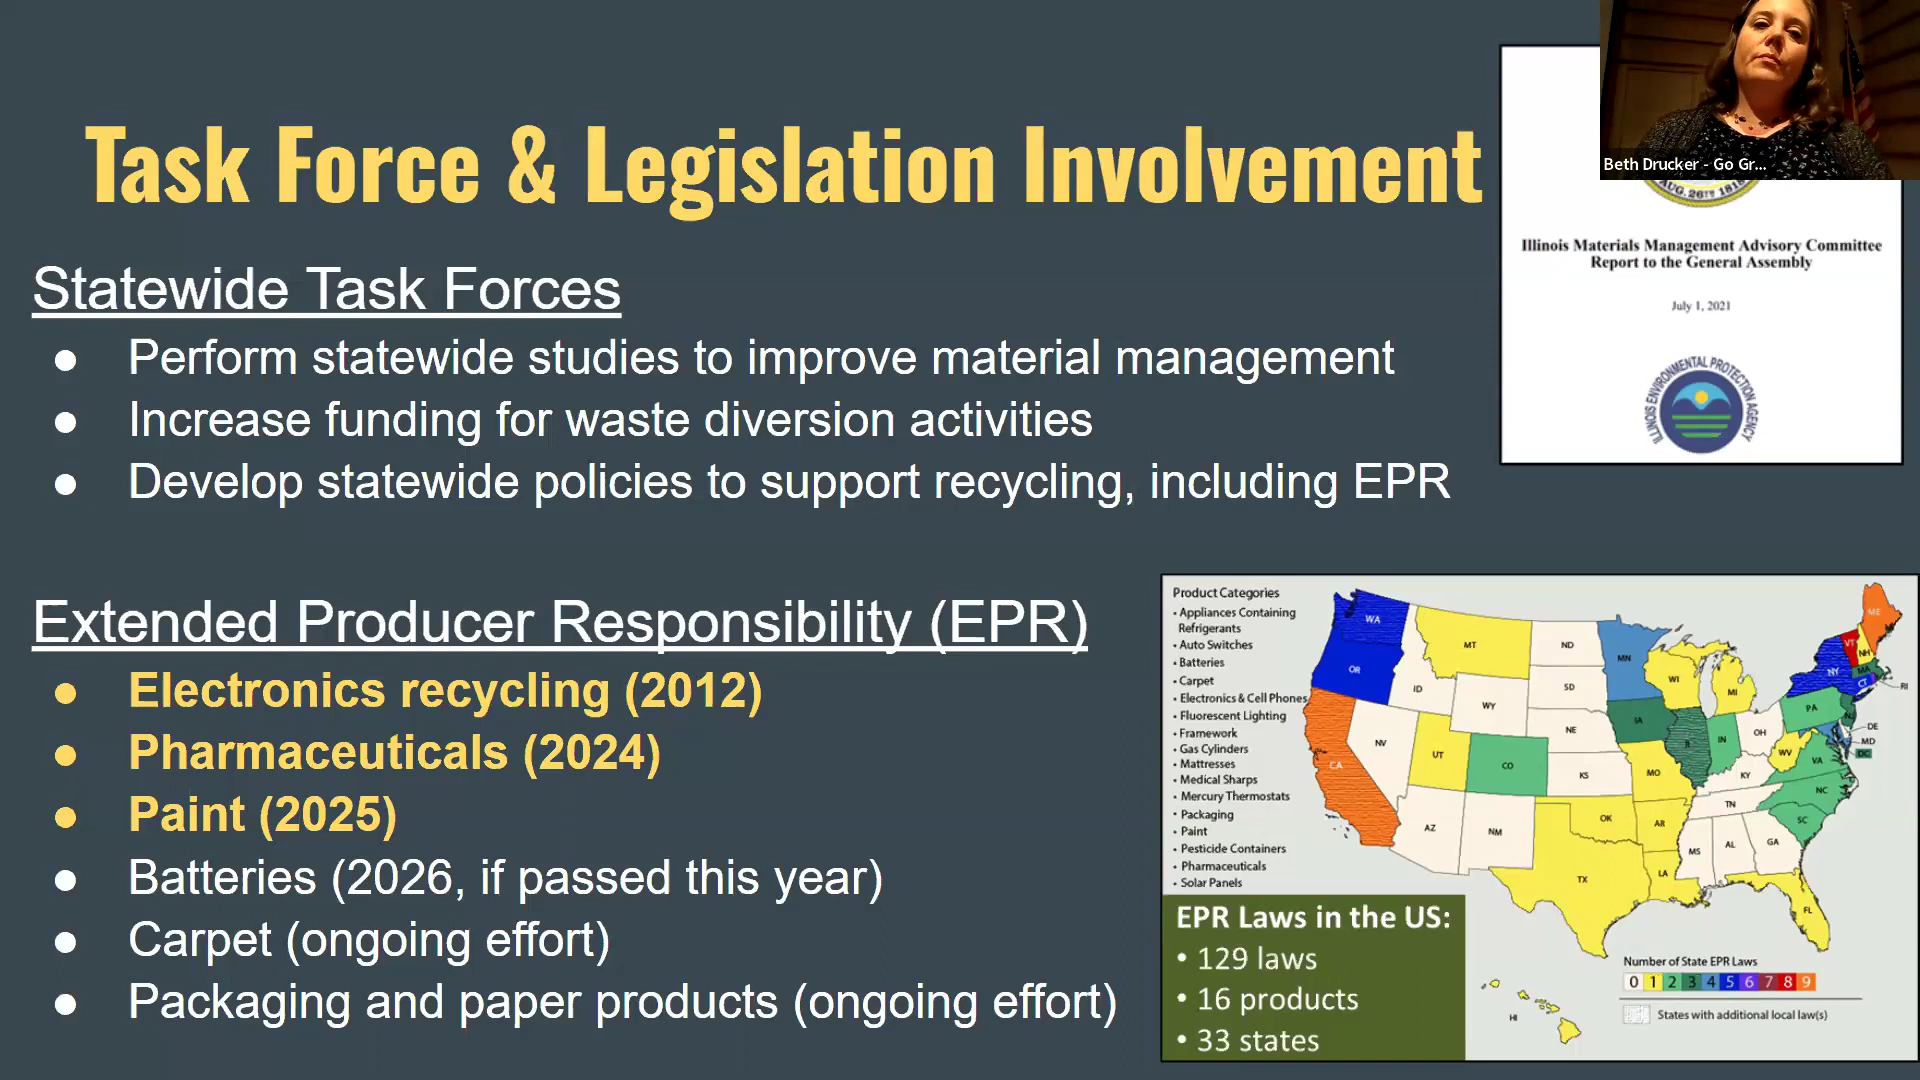 Task Force & Legislation Involvement
Beth Drucker - Go Gr...
AUG. 26TH 1818
Illinois Materials Management Advisory Committee
Report to the General Assembly
July 1, 2021
ILLINOIS ENVIRONMENTAL PROTECTION AGENCY
Statewide Task Forces
● Perform statewide studies to improve material management
● Increase funding for waste diversion activities
● Develop statewide policies to support recycling, including EPR
Extended Producer Responsibility (EPR)
● Electronics recycling (2012)
● Pharmaceuticals (2024)
● Paint (2025)
● Batteries (2026, if passed this year)
● Carpet (ongoing effort)
● Packaging and paper products (ongoing effort)
Product Categories
• Appliances Containing
Refrigerants
• Auto Switches
• Batteries
• Carpet
• Electronics & Cell Phones
• Fluorescent Lighting
• Framework
• Gas Cylinders
• Mattresses
• Medical Sharps
• Mercury Thermostats
• Packaging
• Paint
• Pesticide Containers
• Pharmaceuticals
• Solar Panels
EPR Laws in the US:
• 129 laws
• 16 products
• 33 states
WA
OR
CA
ID
NV
MT
WY
UT
AZ
CO
NM
ND
SD
NE
KS
OK
TX
MN
IA
MO
AR
LA
WI
MI
IN
OH
KY
TN
MS
AL
GA
FL
SC
NC
VA
WV
PA
NY
VT
NH
ME
MA
CT
RI
DE
MD
DC
HI
Number of State EPR Laws
0 1 2 3 4 5 6 7 8 9
States with additional local law(s)